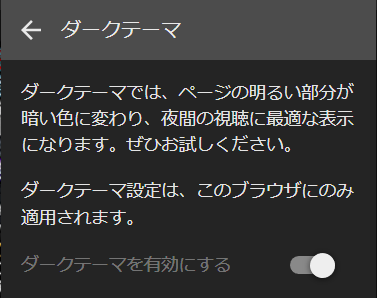 ダークテーマ
ダークテーマでは、ページの明るい部分が
暗い色に変わり、夜間の視聴に最適な表示
になります。ぜひお試しください。
ダークテーマ設定は、このブラウザにのみ
適用されます。
ダークテーマを有効にする